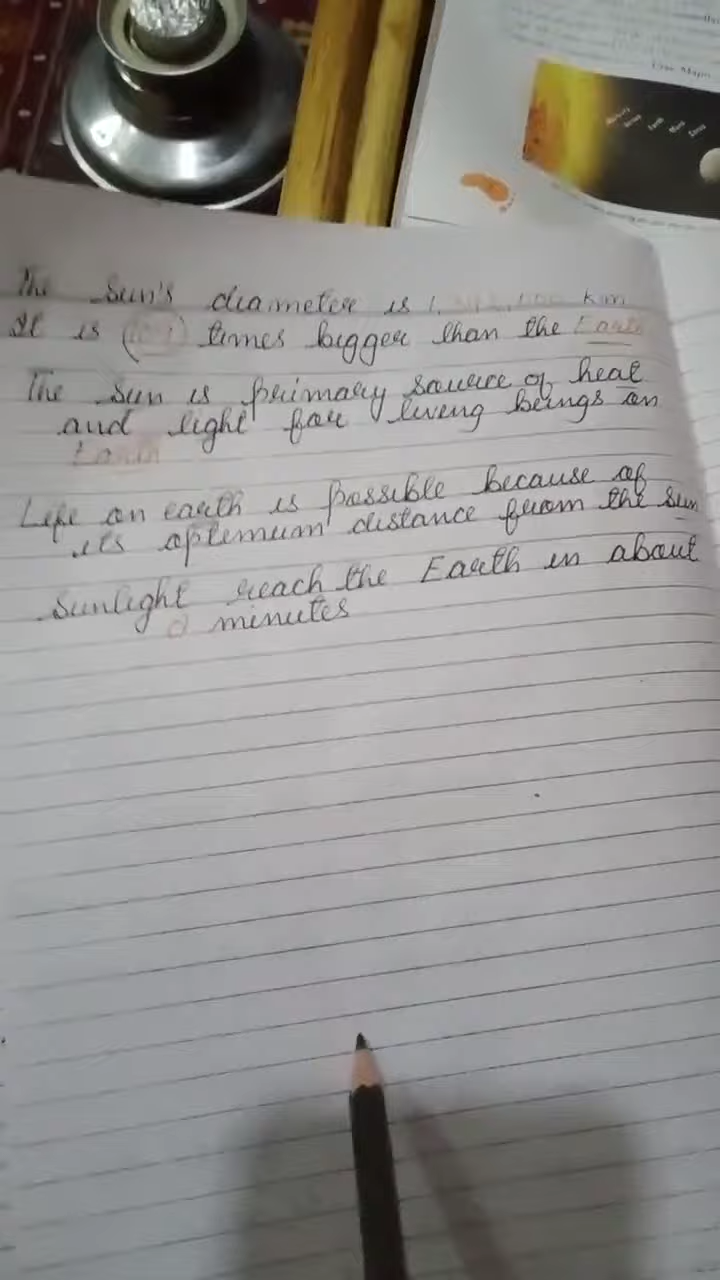 The Sun's diameter is km
It is times bigger than the Earth
The Sun is primary source of heat
and light for living beings on
Earth
Life on earth is possible because of
its optimum distance from the Sun
Sunlight reach the Earth in about
minutes